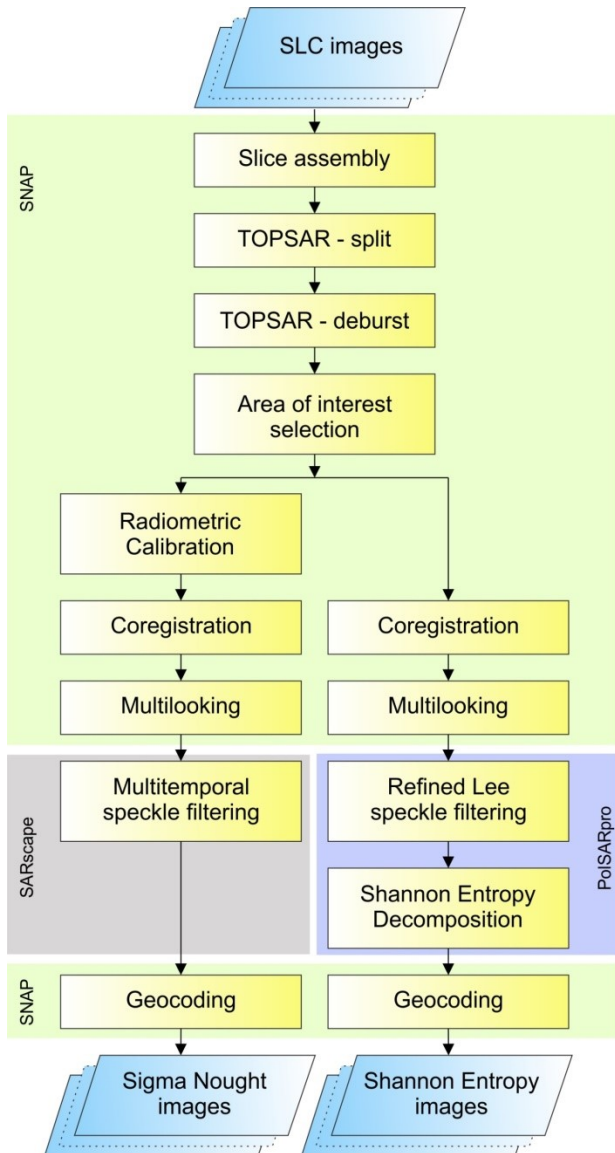 SLC images
SNAP
Slice assembly
TOPSAR - split
TOPSAR - deburst
Area of interest
selection
Radiometric
Calibration
Coregistration
Coregistration
Multilooking
Multilooking
SARscape
Multitemporal
speckle filtering
Refined Lee
speckle filtering
PolSARpro
Shannon Entropy
Decomposition
SNAP
Geocoding
Geocoding
Sigma Nought
images
Shannon Entropy
images